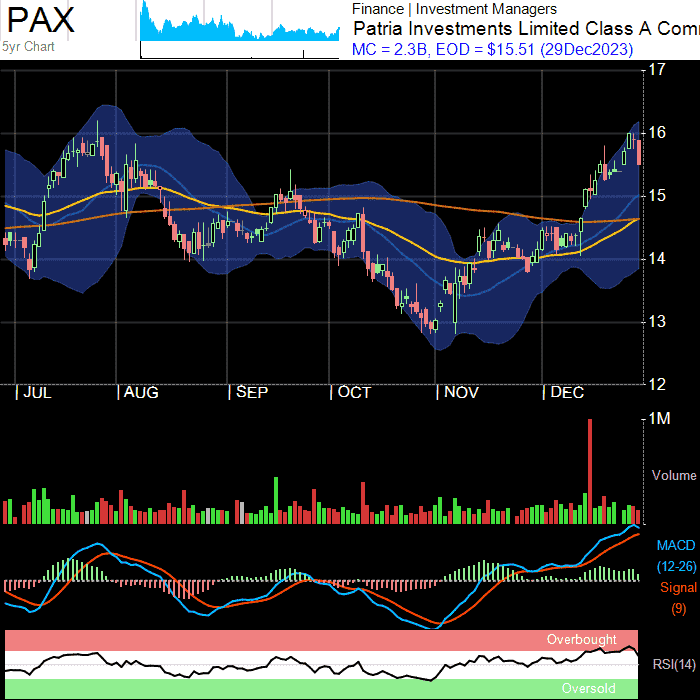 PAX
5yr Chart
Finance | Investment Managers
Patria Investments Limited Class A Com
MC = 2.3B, EOD = $15.51 (29Dec2023)
17
16
15
14
13
12
| JUL | AUG | SEP | OCT | NOV | DEC
1M
Volume
MACD
(12-26)
Signal
(9)
Overbought
RSI(14)
Oversold